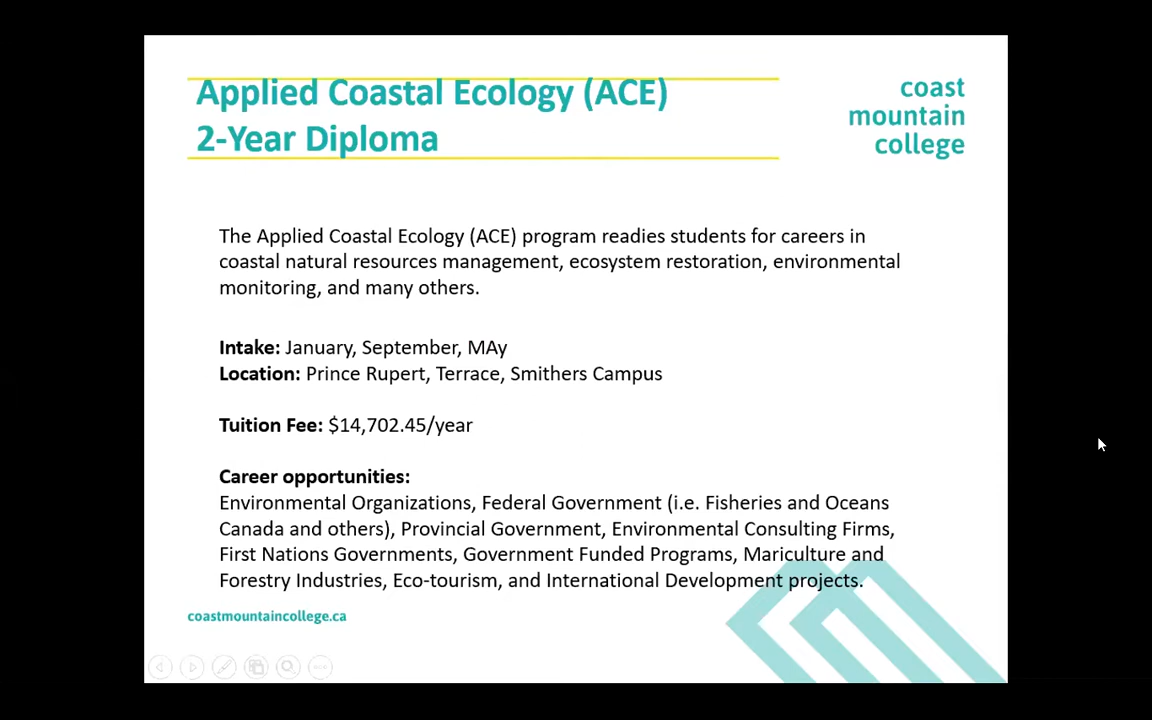 Applied Coastal Ecology (ACE)
2-Year Diploma
coast
mountain
college
The Applied Coastal Ecology (ACE) program readies students for careers in
coastal natural resources management, ecosystem restoration, environmental
monitoring, and many others.
Intake: January, September, MAy
Location: Prince Rupert, Terrace, Smithers Campus
Tuition Fee: $14,702.45/year
Career opportunities:
Environmental Organizations, Federal Government (i.e. Fisheries and Oceans
Canada and others), Provincial Government, Environmental Consulting Firms,
First Nations Governments, Government Funded Programs, Mariculture and
Forestry Industries, Eco-tourism, and International Development projects.
coastmountaincollege.ca